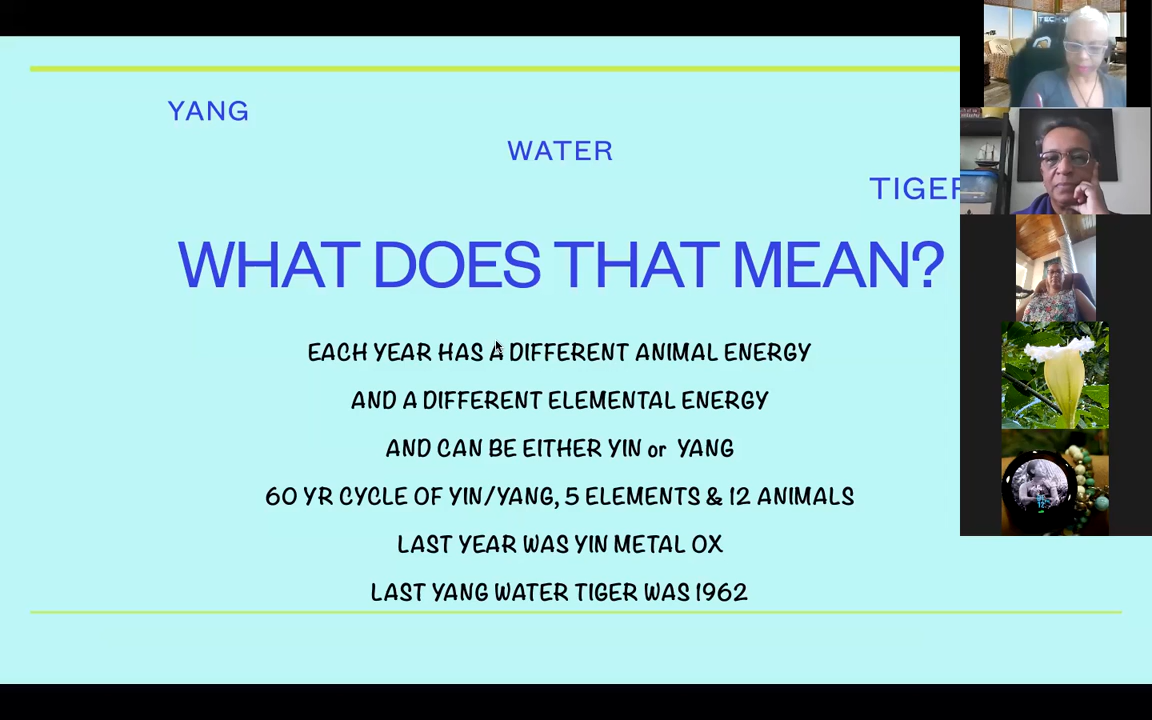 YANG
WATER
TIGER
WHAT DOES THAT MEAN?
EACH YEAR HAS A DIFFERENT ANIMAL ENERGY
AND A DIFFERENT ELEMENTAL ENERGY
AND CAN BE EITHER YIN or YANG
60 YR CYCLE OF YIN/YANG, 5 ELEMENTS & 12 ANIMALS
LAST YEAR WAS YIN METAL OX
LAST YANG WATER TIGER WAS 1962